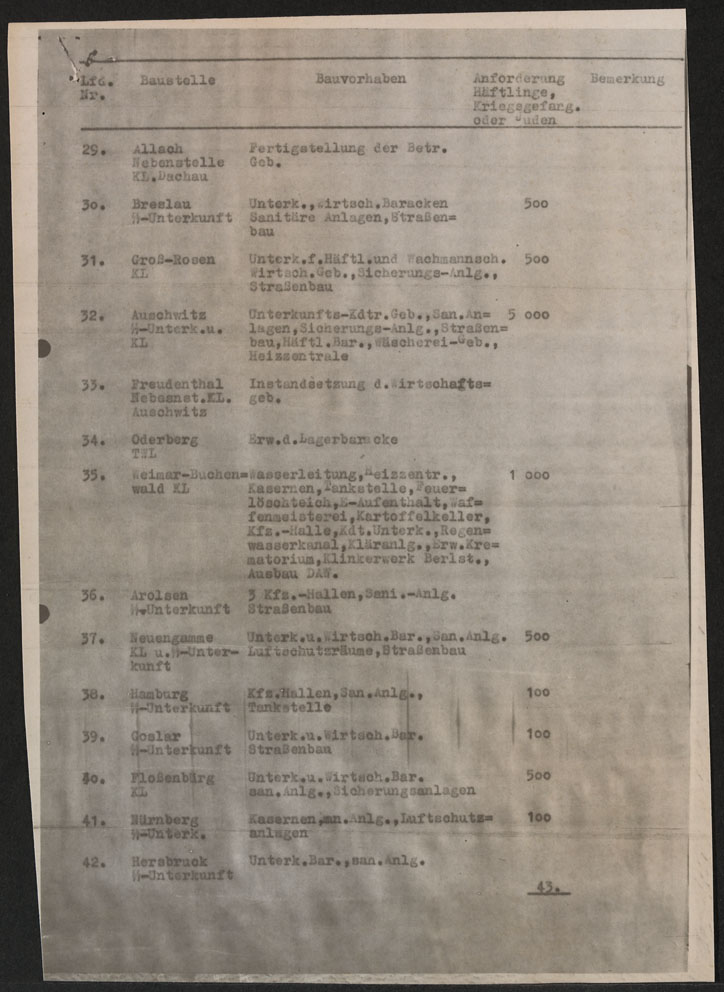 Lfd. Baustelle Bauvorhaben Anforderung Bemerkung
Nr. Häftlinge,
Kriegsgefang.
oder Juden
29. Allach Fertigstellung der Betr.
Nebenstelle Geb.
KL.Dachau
30. Breslau Unterk.,Wirtsch.Baracken 500
SS-Unterkunft Sanitäre Anlagen,Straßen=
bau
31. Groß-Rosen Unterk.f.Häftl.und Wachmannsch. 500
KL Wirtsch.Geb.,Sicherungs-Anlg.,
Straßenbau
32. Auschwitz Unterkunfts-Kdtr.Geb.,San.An= 5 000
SS-Unterk.u. lagen,Sicherungs-Anlg.,Straßen=
KL bau,Häftl.Bar.,Wäscherei-Geb.,
Heizzentrale
33. Freudenthal Instandsetzung d.Wirtschafts=
Nebenst.KL. geb.
Auschwitz
34. Oderberg Erw.d.Lagerbaracke
35. Weimar-Buchen= Wasserleitung,Heizzentr., 1 000
wald KL Kasernen,Tankstelle,Feuer=
löschteich,E-Aufenthalt,Waf=
fenmeisterei,Kartoffelkeller,
Kfz.-Halle,Kdt.Unterk.,Regen=
wasserkanal,Kläranlg.,Erw.Kre=
matorium,Klinkerwerk Berlst.,
Ausbau DAW.
36. Arolsen 3 Kfz.-Hallen,Sani.-Anlg.
SS-Unterkunft Straßenbau
37. Neuengamme Unterk.u.Wirtsch.Bar.,San.Anlg. 500
KL u.SS-Unter- Luftschutzräume,Straßenbau
kunft
38. Hamburg Kfz.Hallen,San.Anlg., 100
SS-Unterkunft Tankstelle
39. Goslar Unterk.u.Wirtsch.Bar. 100
SS-Unterkunft Straßenbau
40. Floßenbürg Unterk.u.Wirtsch.Bar. 500
KL san.Anlg.,Sicherungsanlagen
41. Nürnberg Kasernen,san.Anlg.,Luftschutz= 100
SS-Unterk. anlagen
42. Hersbruck Unterk.Bar.,san.Anlg.
SS-Unterkunft
43.